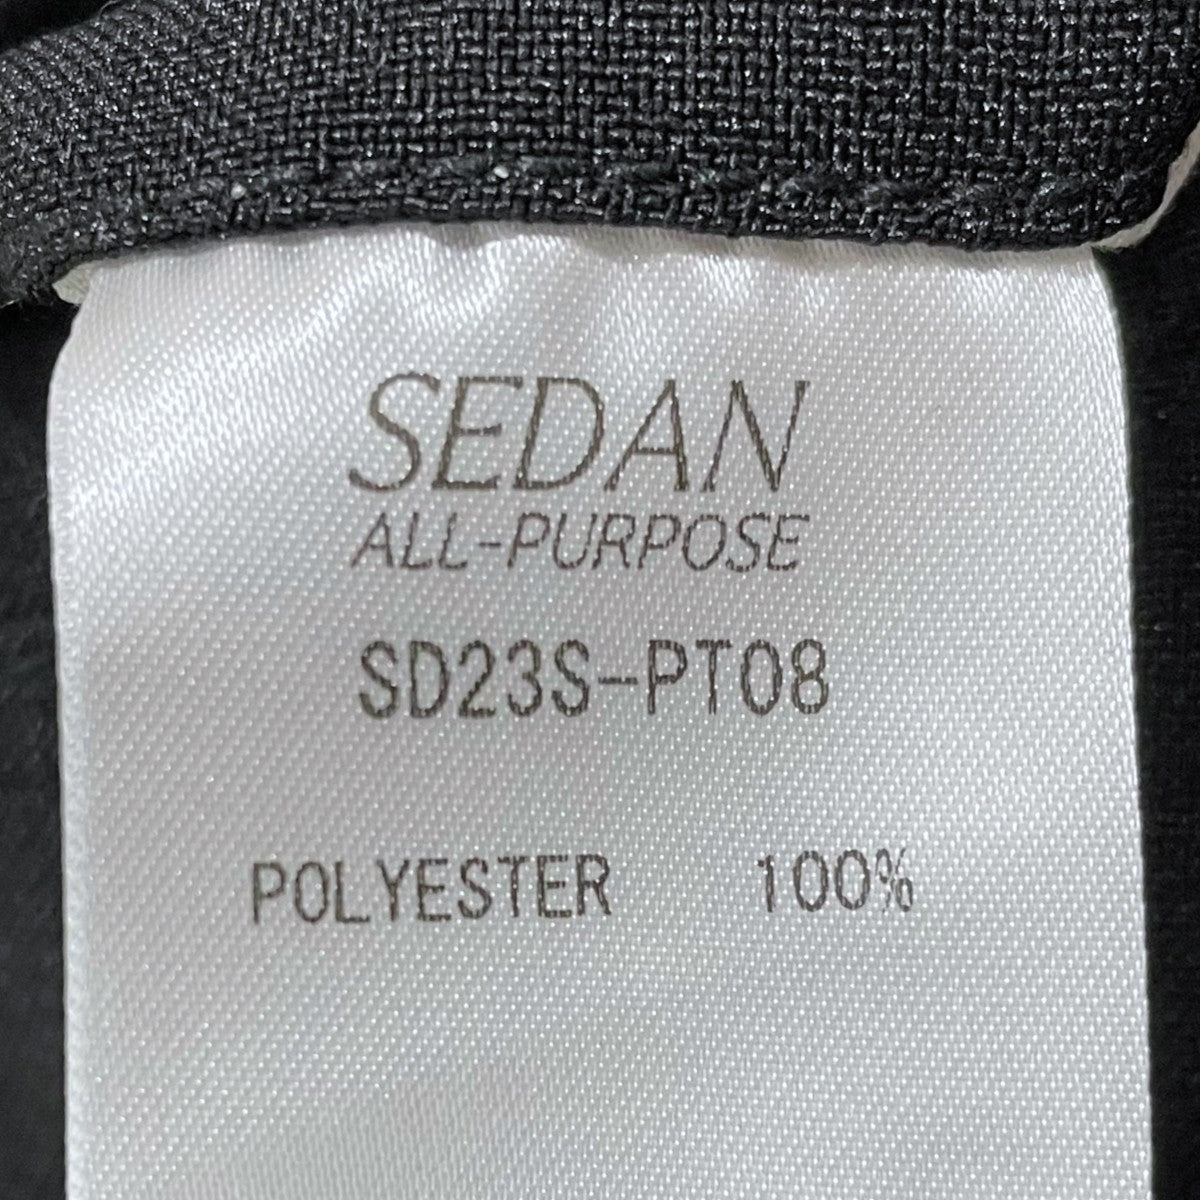 SEDAN
ALL-PURPOSE
SD23S-PT08
POLYESTER 100%